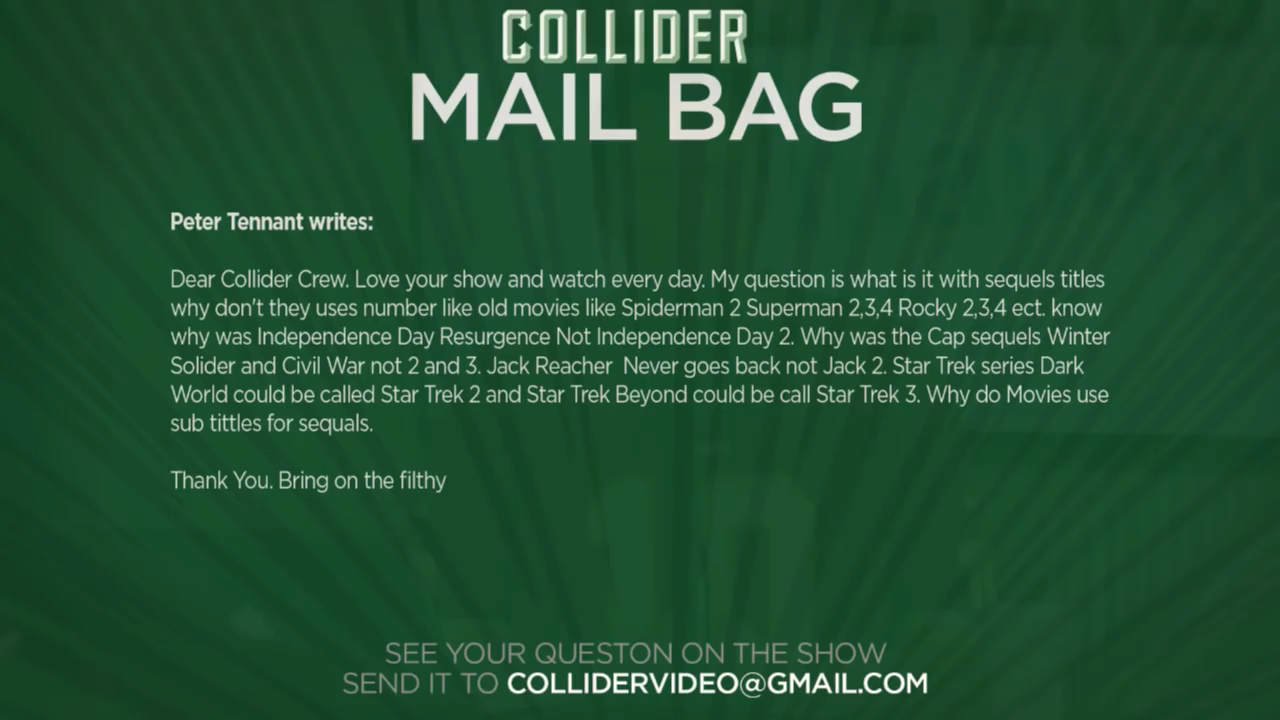 COLLIDER
MAIL BAG
Peter Tennant writes:
Dear Collider Crew. Love your show and watch every day. My question is what is it with sequels titles
why don't they uses number like old movies like Spiderman 2 Superman 2,3,4 Rocky 2,3,4 ect. know
why was Independence Day Resurgence Not Independence Day 2. Why was the Cap sequels Winter
Solider and Civil War not 2 and 3. Jack Reacher  Never goes back not Jack 2. Star Trek series Dark
World could be called Star Trek 2 and Star Trek Beyond could be call Star Trek 3. Why do Movies use
sub tittles for sequals.
Thank You. Bring on the filthy
SEE YOUR QUESTON ON THE SHOW
SEND IT TO COLLIDERVIDEO@GMAIL.COM